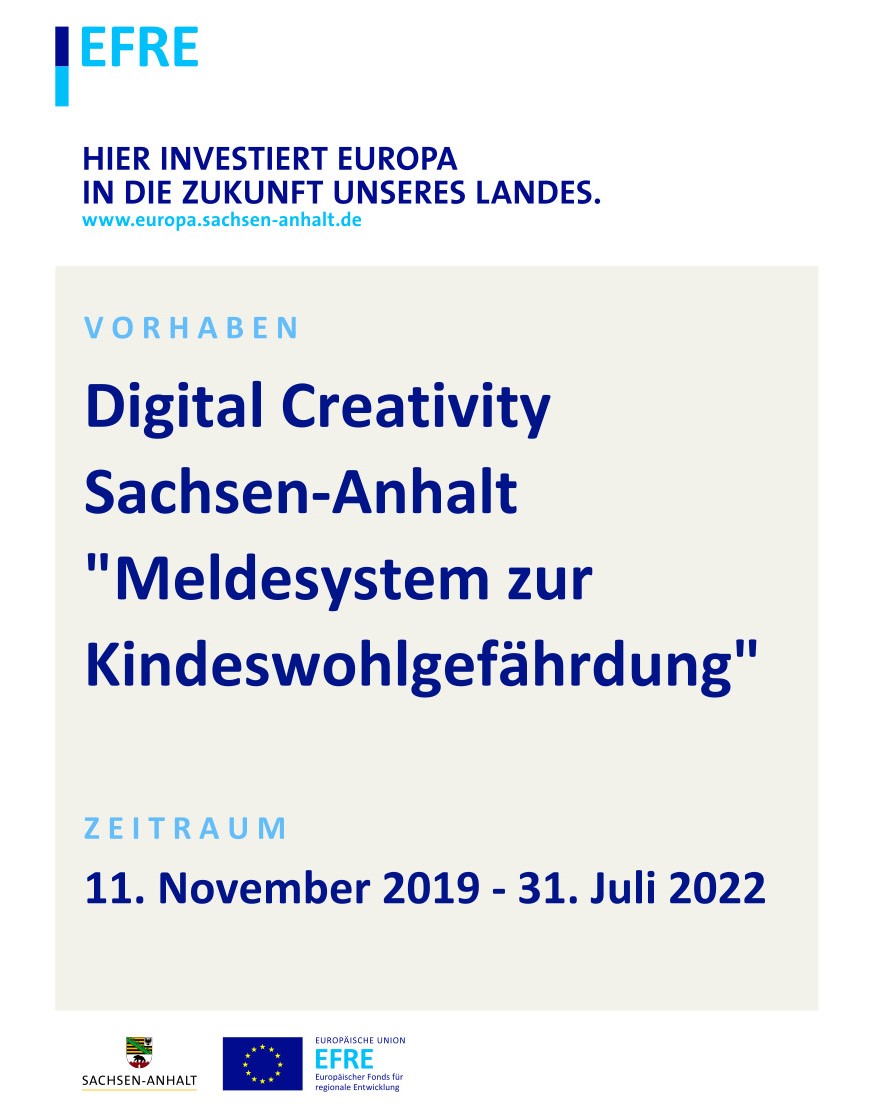 EFRE
HIER INVESTIERT EUROPA
IN DIE ZUKUNFT UNSERES LANDES.
www.europa.sachsen-anhalt.de
VORHABEN
Digital Creativity
Sachsen-Anhalt
"Meldesystem zur
Kindeswohlgefährdung"
ZEITRAUM
11. November 2019 - 31. Juli 2022
SACHSEN-ANHALT
EUROPÄISCHE UNION
EFRE
Europäischer Fonds für
regionale Entwicklung